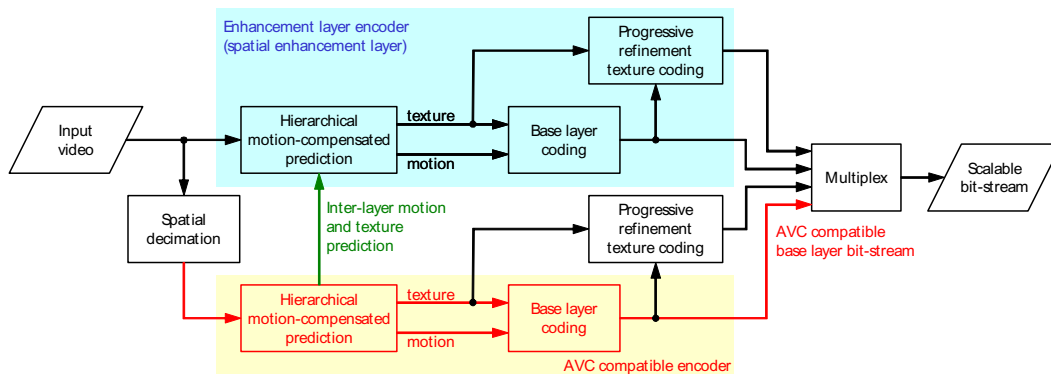 Enhancement layer encoder
(spatial enhancement layer)
Progressive
refinement
texture coding
Input
video
Hierarchical
motion-compensated
prediction
texture
motion
Base layer
coding
Multiplex
Scalable
bit-stream
Spatial
decimation
Inter-layer motion
and texture
prediction
Progressive
refinement
texture coding
AVC compatible
base layer bit-stream
Hierarchical
motion-compensated
prediction
texture
motion
Base layer
coding
AVC compatible encoder